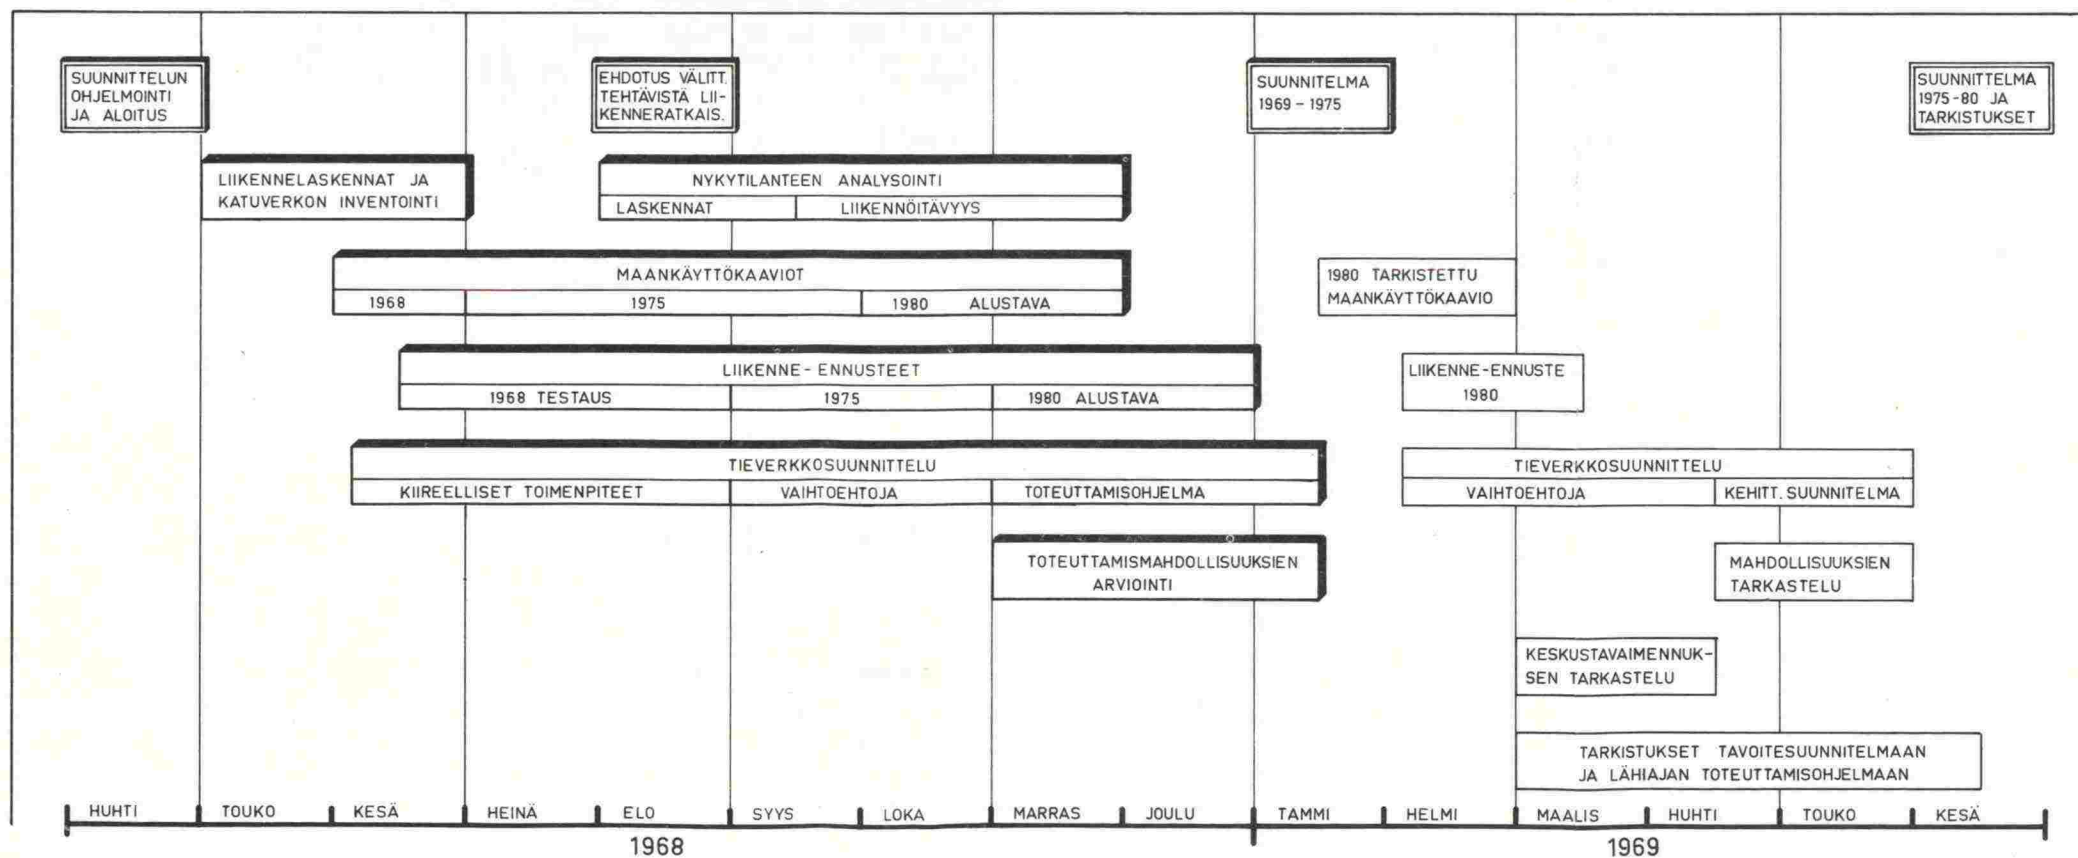 SUUNNITTELUN
OHJELMOINTI
JA ALOITUS
EHDOTUS VÄLITT.
TEHTÄVISTÄ LII-
KENNERATKAIS.
SUUNNITELMA
1969 - 1975
SUUNNITTELMA
1975-80 JA
TARKISTUKSET
LIIKENNELASKENNAT JA
KATUVERKON INVENTOINTI
NYKYTILANTEEN ANALYSOINTI
LASKENNAT
LIIKENNÖITÄVYYS
MAANKÄYTTÖKAAVIOT
1968
1975
1980 ALUSTAVA
1980 TARKISTETTU
MAANKÄYTTÖKAAVIO
LIIKENNE-ENNUSTEET
1968 TESTAUS
1975
1980 ALUSTAVA
LIIKENNE-ENNUSTE
1980
TIEVERKKOSUUNNITTELU
KIIREELLISET TOIMENPITEET
VAIHTOEHTOJA
TOTEUTTAMISOHJELMA
TIEVERKKOSUUNNITTELU
VAIHTOEHTOJA
KEHITT. SUUNNITELMA
TOTEUTTAMISMAHDOLLISUUKSIEN
ARVIOINTI
MAHDOLLISUUKSIEN
TARKASTELU
KESKUSTAVAIMENNUK-
SEN TARKASTELU
TARKISTUKSET TAVOITESUUNNITELMAAN
JA LÄHIAJAN TOTEUTTAMISOHJELMAAN
HUHTI
TOUKO
KESÄ
HEINÄ
ELO
SYYS
LOKA
MARRAS
JOULU
TAMMI
HELMI
MAALIS
HUHTI
TOUKO
KESÄ
1968
1969